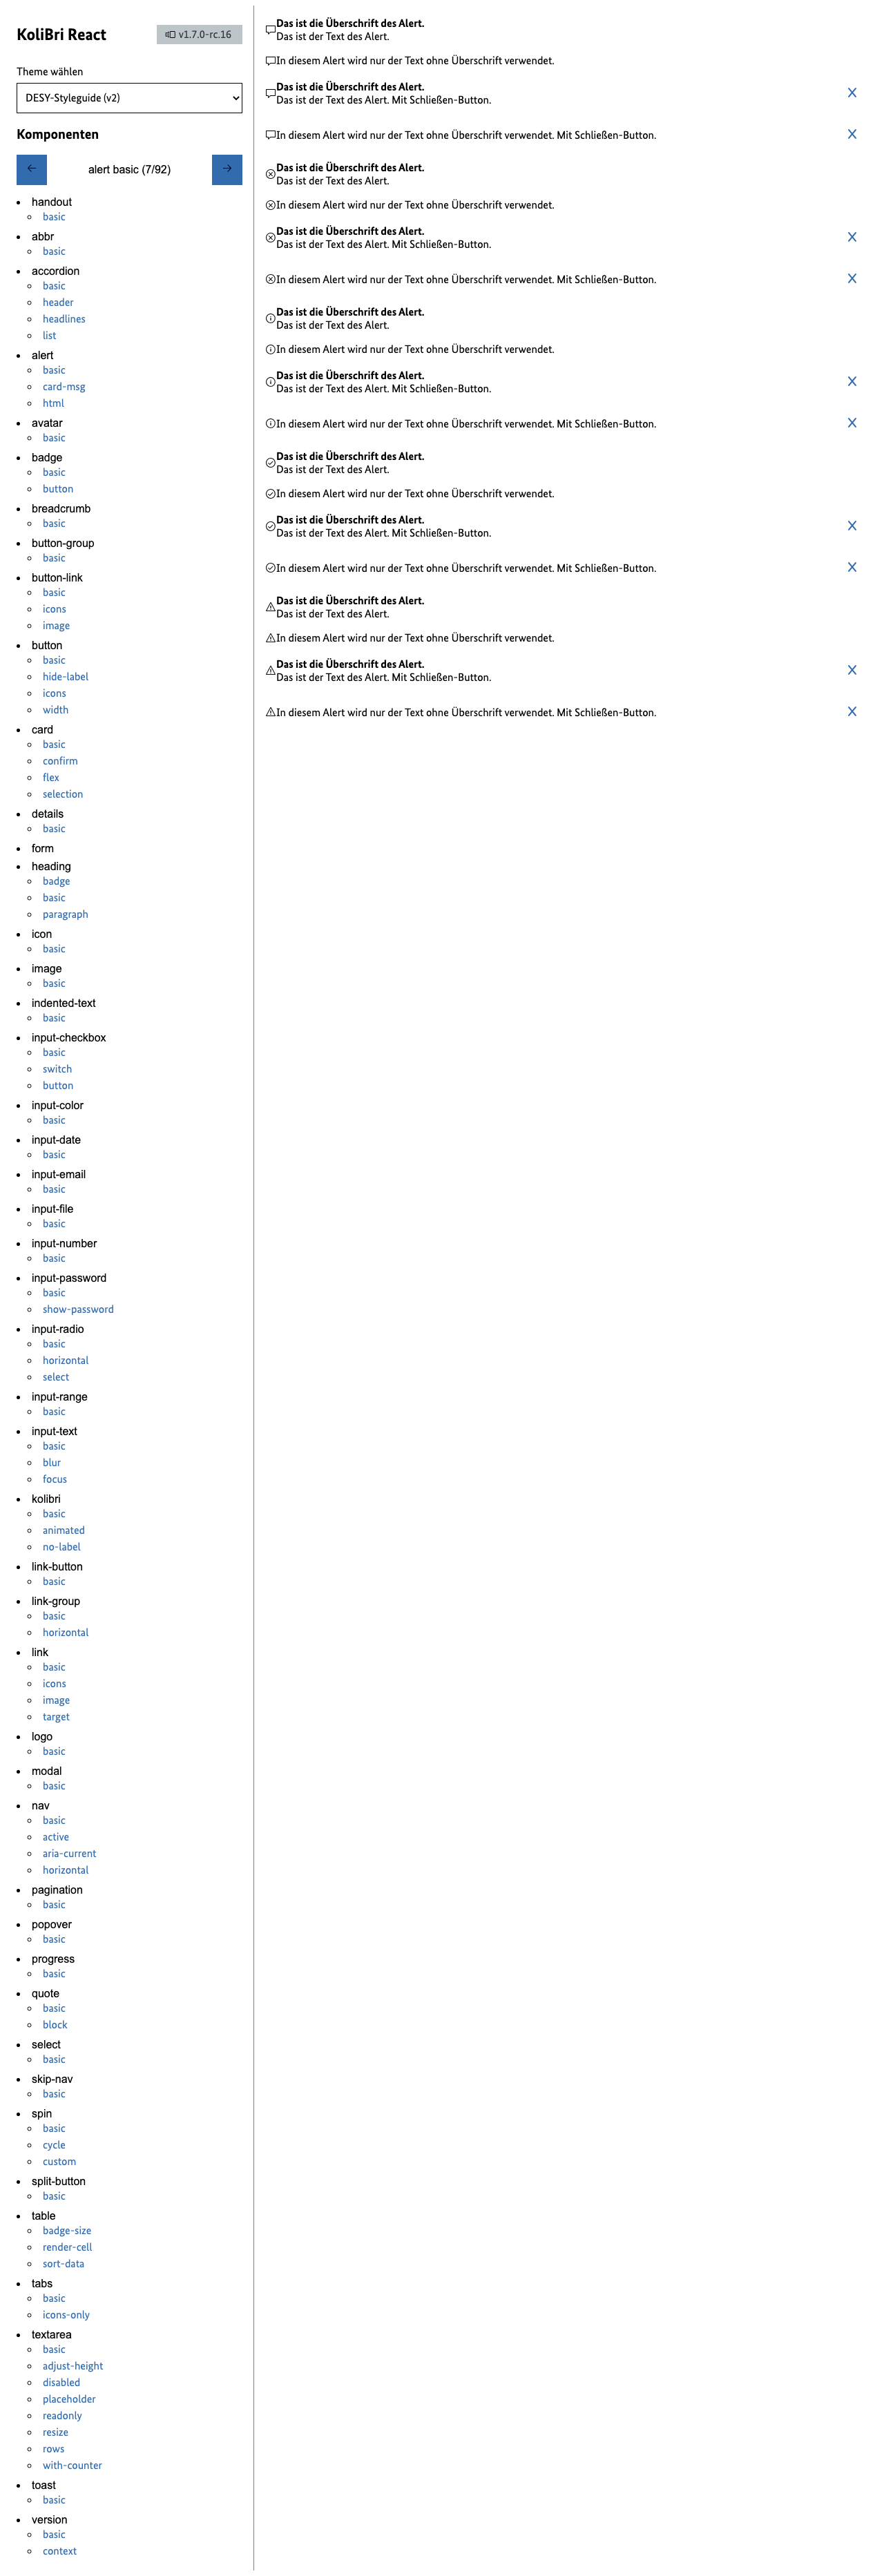 KoliBri React
v1.7.0-rc.16
Theme wählen
DESY-Styleguide (v2)
Komponenten
alert basic (7/92)
handout
basic
abbr
basic
accordion
basic
header
headlines
list
alert
basic
card-msg
html
avatar
basic
badge
basic
button
breadcrumb
basic
button-group
basic
button-link
basic
icons
image
button
basic
hide-label
icons
width
card
basic
confirm
flex
selection
details
basic
form
heading
badge
basic
paragraph
icon
basic
image
basic
indented-text
basic
input-checkbox
basic
switch
button
input-color
basic
input-date
basic
input-email
basic
input-file
basic
input-number
basic
input-password
basic
show-password
input-radio
basic
horizontal
select
input-range
basic
input-text
basic
blur
focus
kolibri
basic
animated
no-label
link-button
basic
link-group
basic
horizontal
link
basic
icons
image
target
logo
basic
modal
basic
nav
basic
active
aria-current
horizontal
pagination
basic
popover
basic
progress
basic
quote
basic
block
select
basic
skip-nav
basic
spin
basic
cycle
custom
split-button
basic
table
badge-size
render-cell
sort-data
tabs
basic
icons-only
textarea
basic
adjust-height
disabled
placeholder
readonly
resize
rows
with-counter
toast
basic
version
basic
context
Das ist die Überschrift des Alert.
Das ist der Text des Alert.
In diesem Alert wird nur der Text ohne Überschrift verwendet.
Das ist die Überschrift des Alert.
Das ist der Text des Alert. Mit Schließen-Button.
In diesem Alert wird nur der Text ohne Überschrift verwendet. Mit Schließen-Button.
Das ist die Überschrift des Alert.
Das ist der Text des Alert.
In diesem Alert wird nur der Text ohne Überschrift verwendet.
Das ist die Überschrift des Alert.
Das ist der Text des Alert. Mit Schließen-Button.
In diesem Alert wird nur der Text ohne Überschrift verwendet. Mit Schließen-Button.
Das ist die Überschrift des Alert.
Das ist der Text des Alert.
In diesem Alert wird nur der Text ohne Überschrift verwendet.
Das ist die Überschrift des Alert.
Das ist der Text des Alert. Mit Schließen-Button.
In diesem Alert wird nur der Text ohne Überschrift verwendet. Mit Schließen-Button.
Das ist die Überschrift des Alert.
Das ist der Text des Alert.
In diesem Alert wird nur der Text ohne Überschrift verwendet.
Das ist die Überschrift des Alert.
Das ist der Text des Alert. Mit Schließen-Button.
In diesem Alert wird nur der Text ohne Überschrift verwendet. Mit Schließen-Button.
Das ist die Überschrift des Alert.
Das ist der Text des Alert.
In diesem Alert wird nur der Text ohne Überschrift verwendet.
Das ist die Überschrift des Alert.
Das ist der Text des Alert. Mit Schließen-Button.
In diesem Alert wird nur der Text ohne Überschrift verwendet. Mit Schließen-Button.